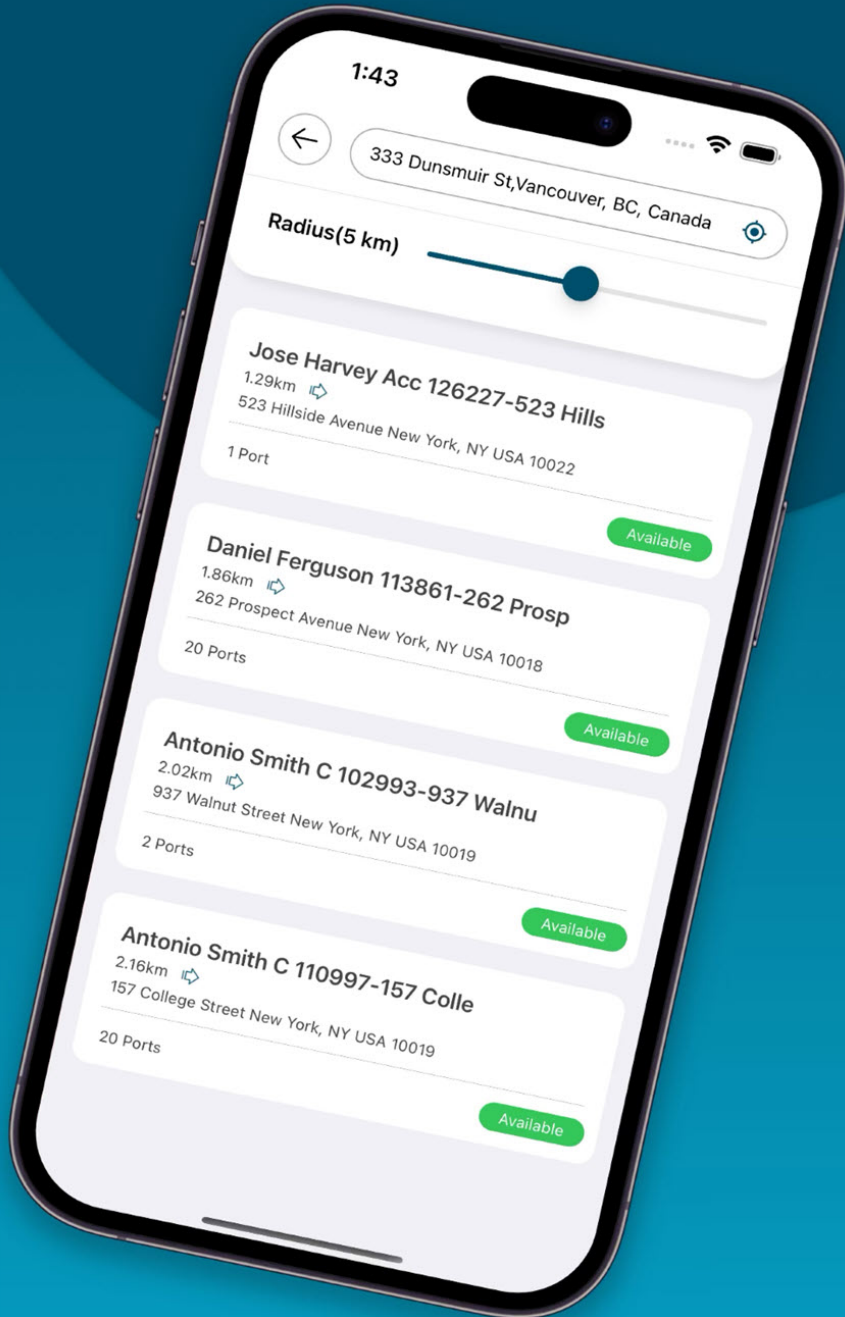 1:43
333 Dunsmuir St,Vancouver, BC, Canada
Radius(5 km)
Jose Harvey Acc 126227-523 Hills
1.29km
523 Hillside Avenue New York, NY USA 10022
1 Port
Available
Daniel Ferguson 113861-262 Prosp
1.86km
262 Prospect Avenue New York, NY USA 10018
20 Ports
Available
Antonio Smith C 102993-937 Walnu
2.02km
937 Walnut Street New York, NY USA 10019
2 Ports
Available
Antonio Smith C 110997-157 Colle
2.16km
157 College Street New York, NY USA 10019
20 Ports
Available